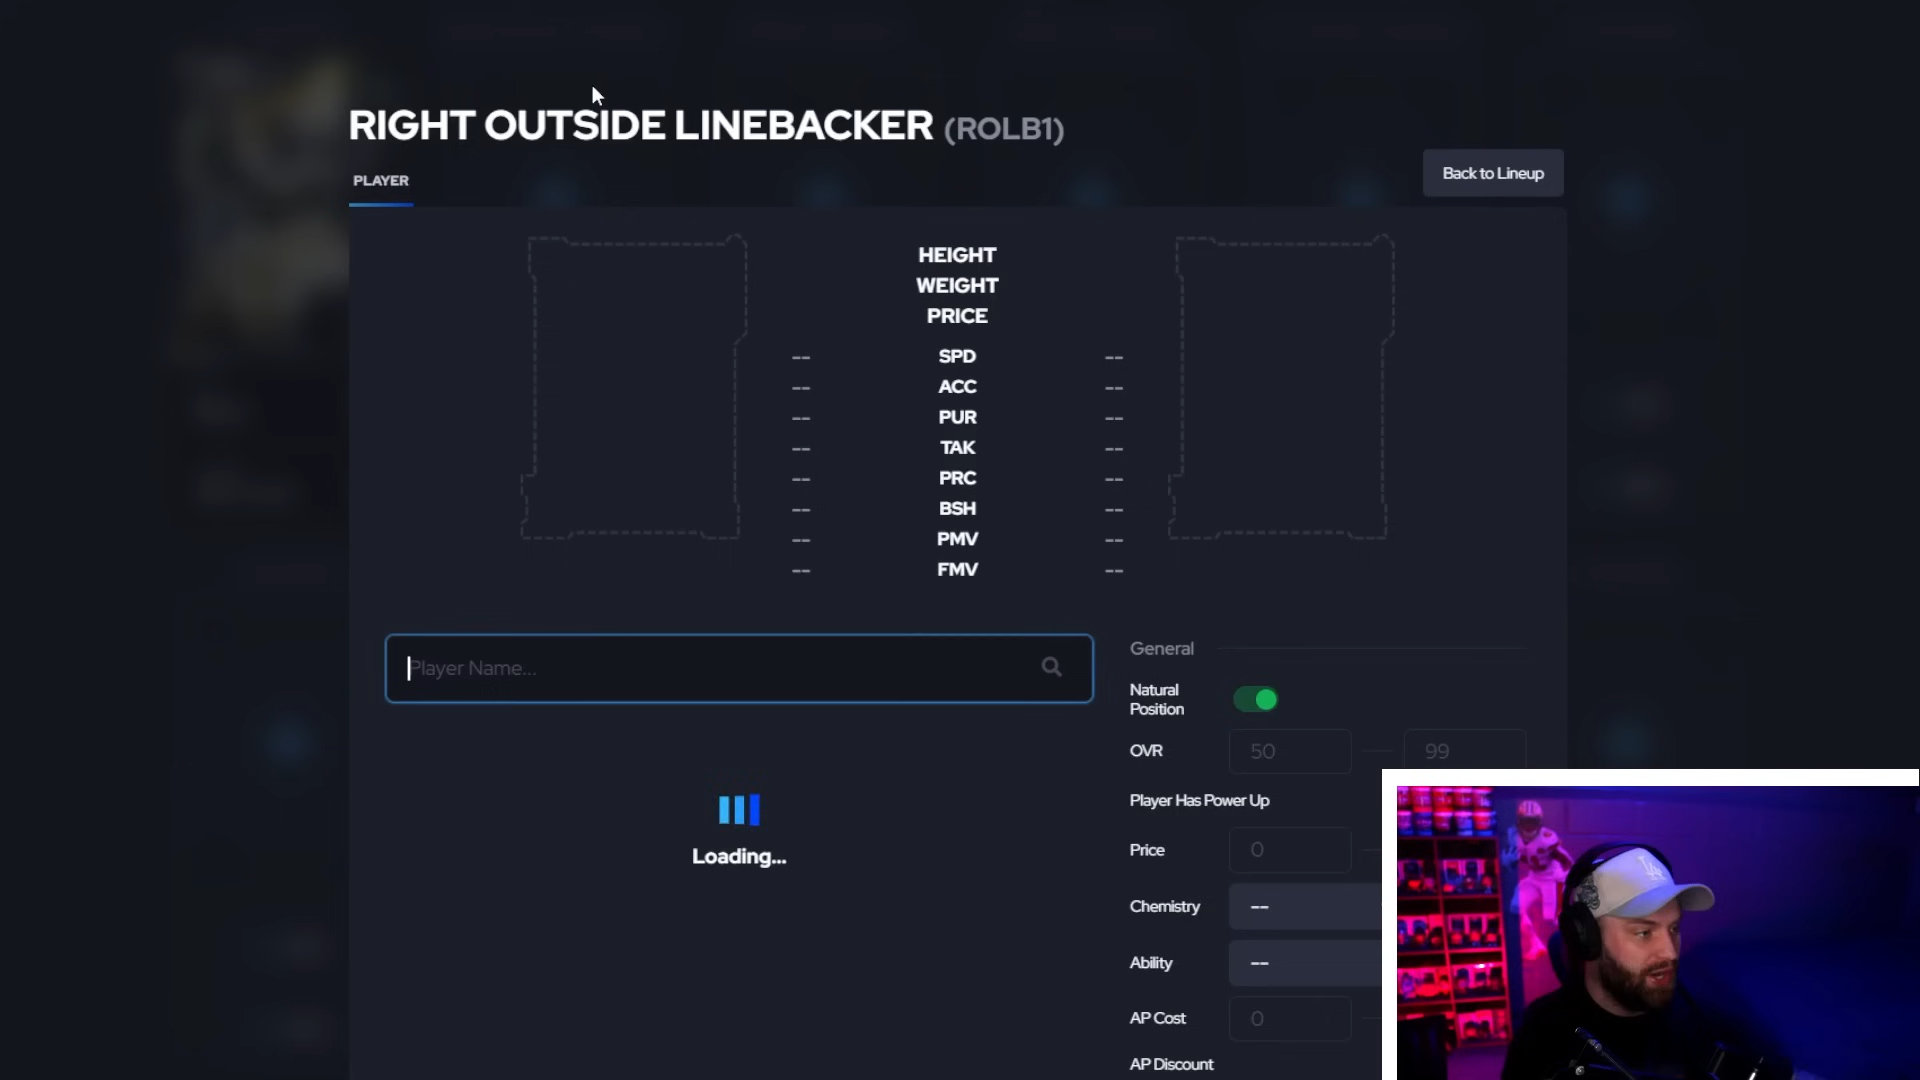 RIGHT OUTSIDE LINEBACKER (ROLB1)
PLAYER
Back to Lineup
HEIGHT
WEIGHT
PRICE
-- SPD --
-- ACC --
-- PUR --
-- TAK --
-- PRC --
-- BSH --
-- PMV --
-- FMV --
Player Name...
Loading...
General
Natural
Position
OVR 50 99
Player Has Power Up
Price 0
Chemistry --
Ability --
AP Cost 0
AP Discount
LA